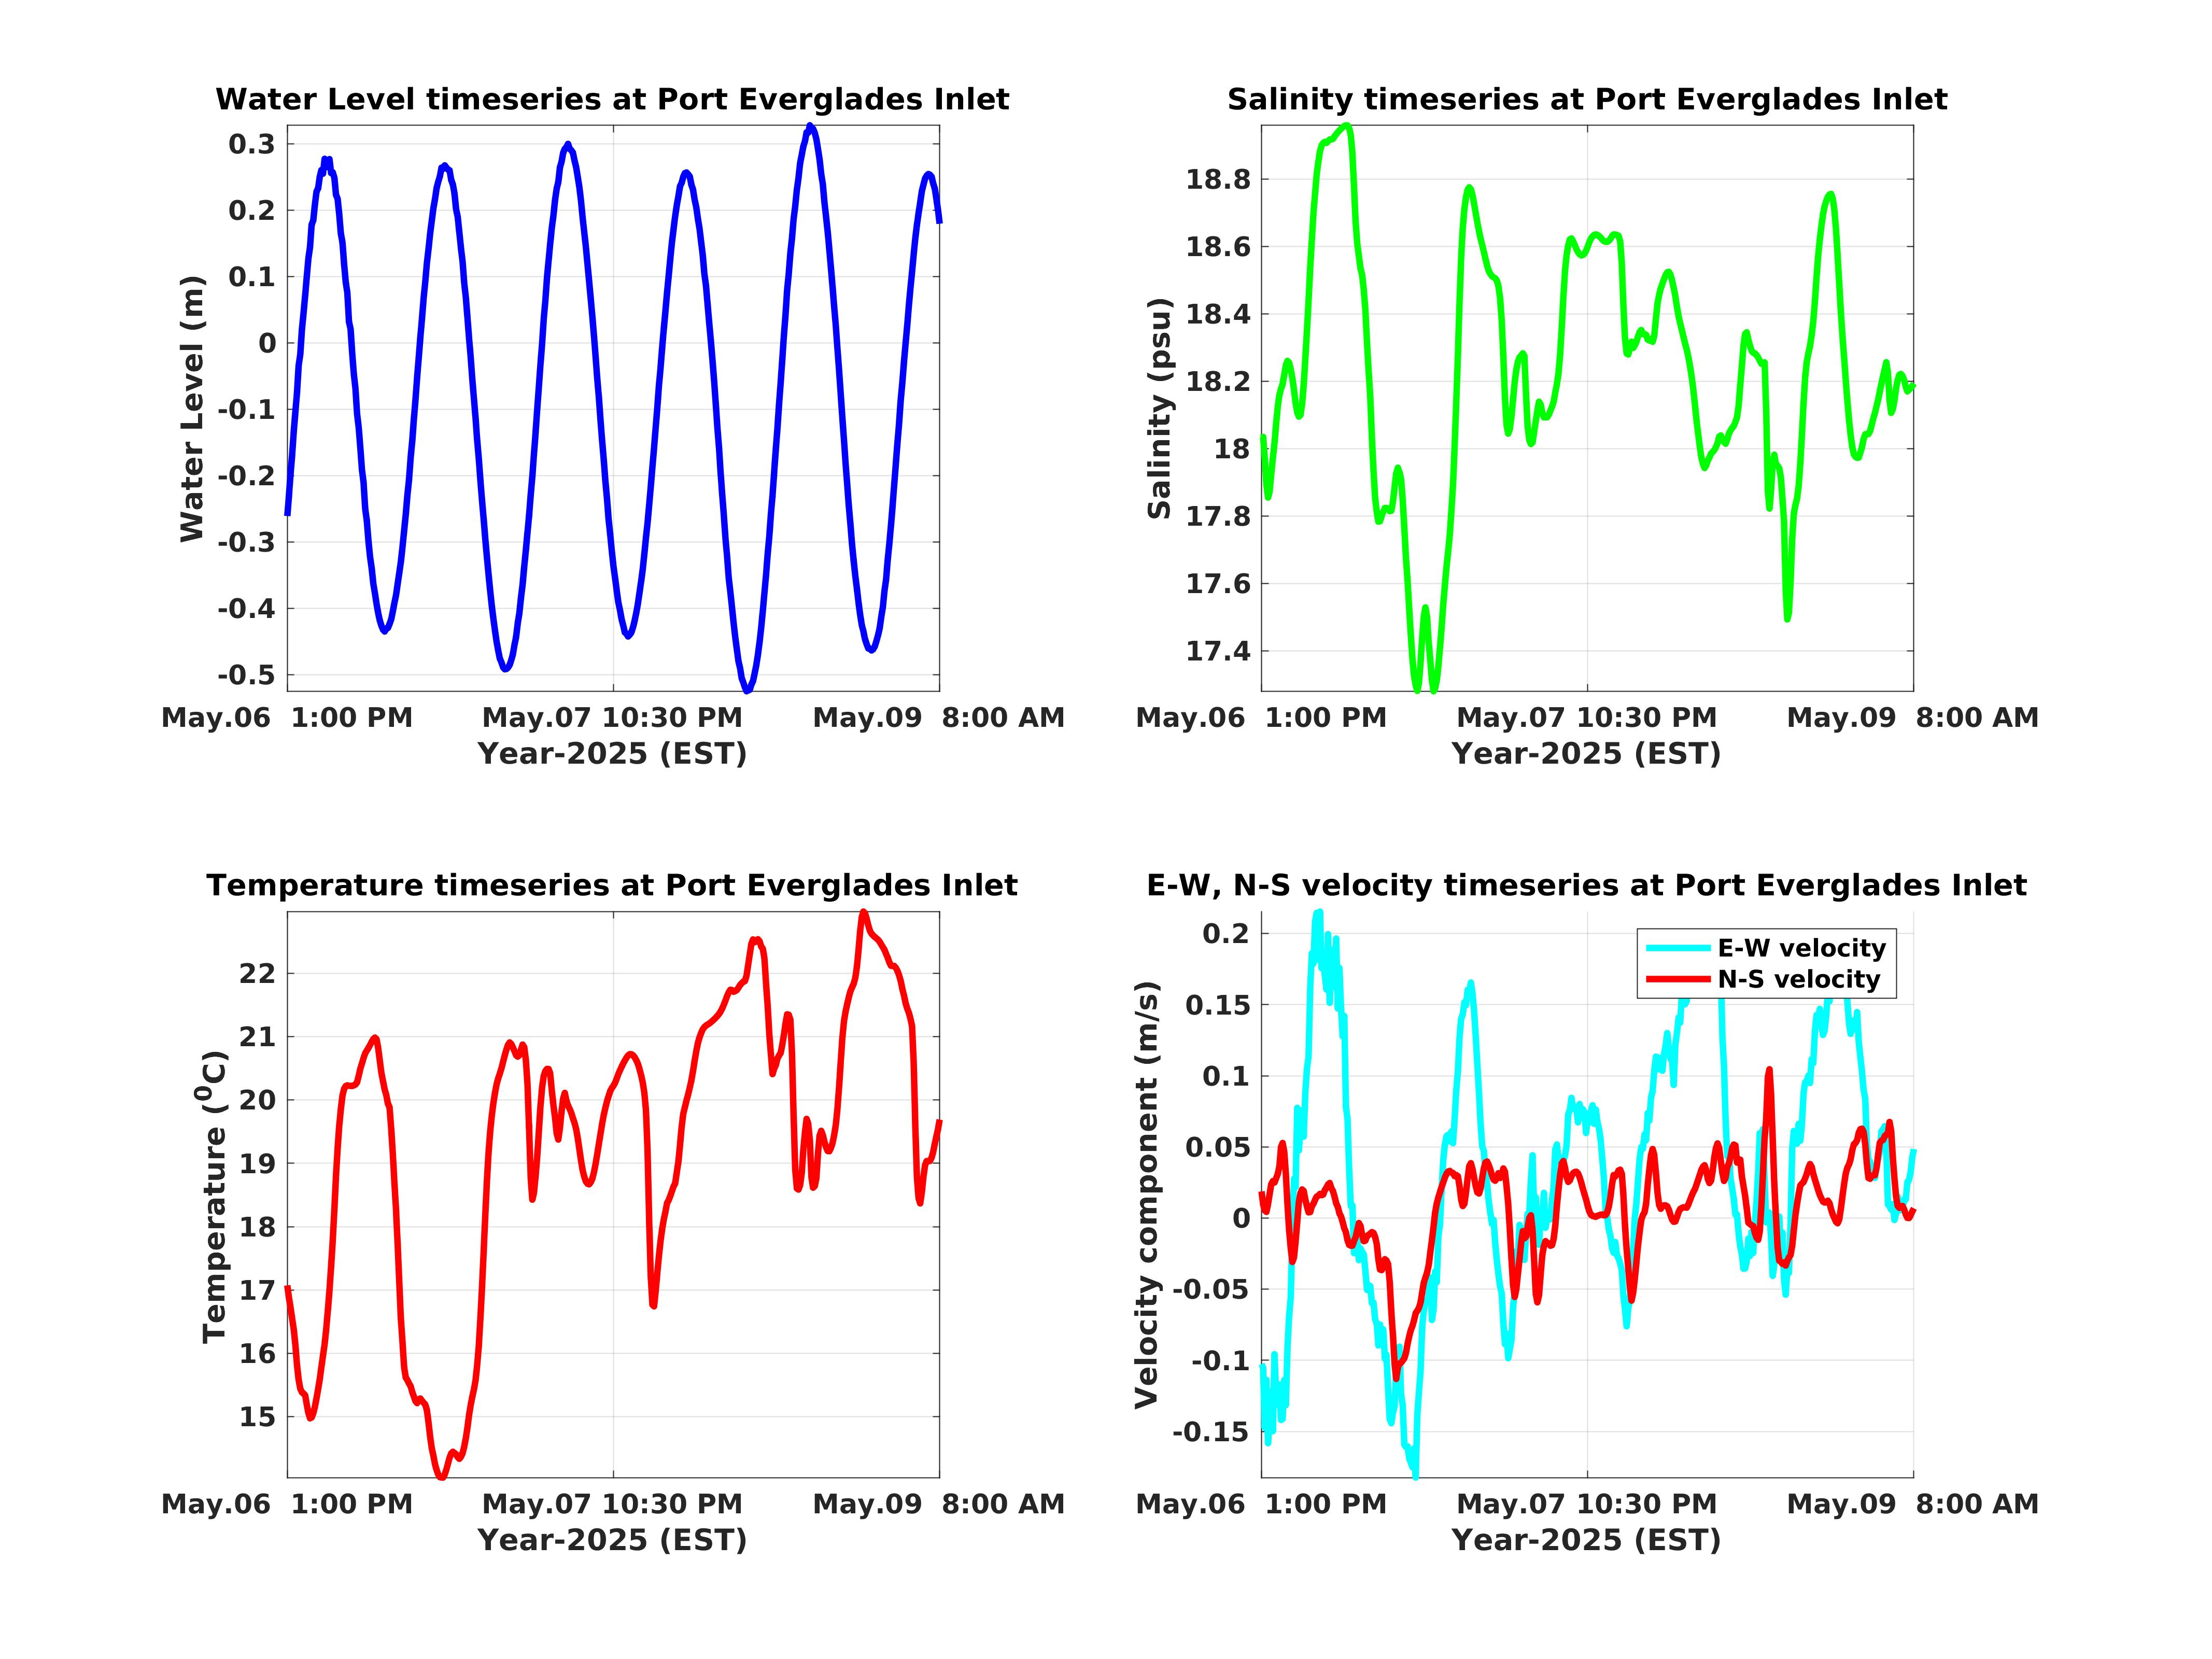 Water Level timeseries at Port Everglades Inlet
Water Level (m)
0.3
0.2
0.1
0
-0.1
-0.2
-0.3
-0.4
-0.5
May.06 1:00 PM May.07 10:30 PM May.09 8:00 AM
Year-2025 (EST)
Salinity timeseries at Port Everglades Inlet
Salinity (psu)
18.8
18.6
18.4
18.2
18
17.8
17.6
17.4
May.06 1:00 PM May.07 10:30 PM May.09 8:00 AM
Year-2025 (EST)
Temperature timeseries at Port Everglades Inlet
Temperature (⁰C)
22
21
20
19
18
17
16
15
May.06 1:00 PM May.07 10:30 PM May.09 8:00 AM
Year-2025 (EST)
E-W, N-S velocity timeseries at Port Everglades Inlet
Velocity component (m/s)
0.2
0.15
0.1
0.05
0
-0.05
-0.1
-0.15
E-W velocity
N-S velocity
May.06 1:00 PM May.07 10:30 PM May.09 8:00 AM
Year-2025 (EST)